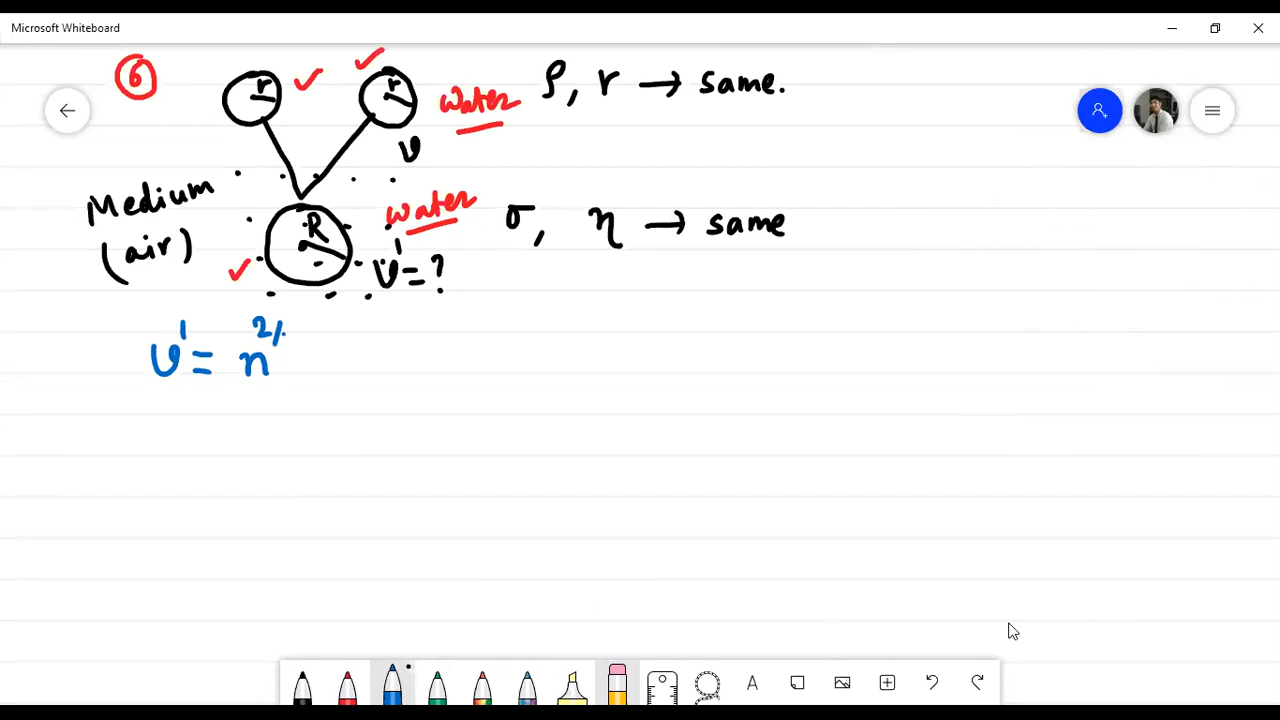 Microsoft Whiteboard
6 r r water ρ, r → same.
v
Medium water σ, η → same
(air) R v' = ?
v' = n^2/
A